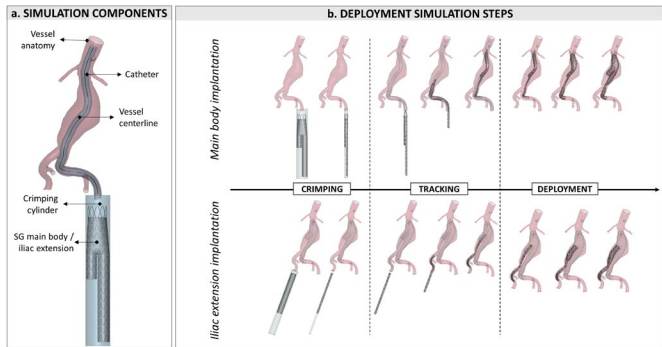 a. SIMULATION COMPONENTS
Vessel
anatomy
Catheter
Vessel
centerline
Crimping
cylinder
SG main body /
iliac extension
b. DEPLOYMENT SIMULATION STEPS
Main body implantation
CRIMPING
TRACKING
DEPLOYMENT
Iliac extension implantation